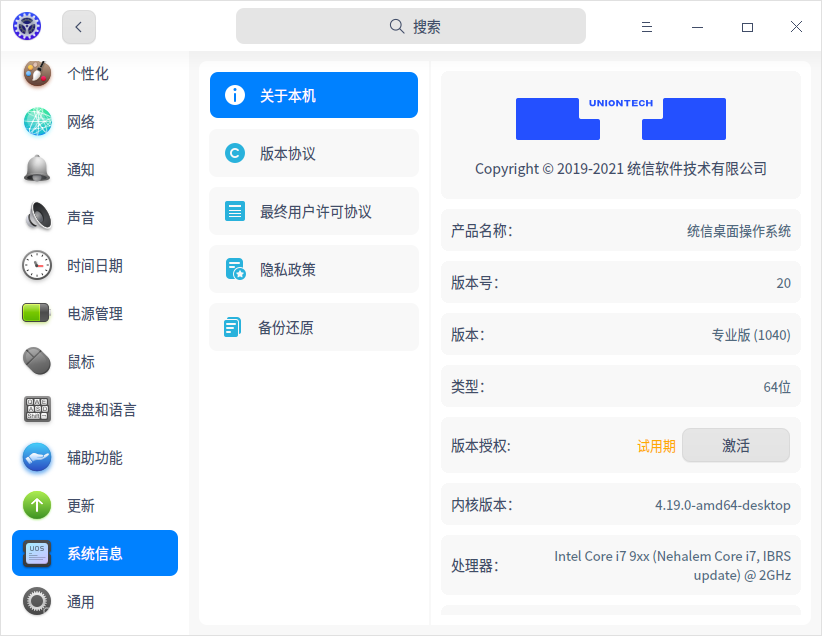 搜索
个性化
网络
通知
声音
时间日期
电源管理
鼠标
键盘和语言
辅助功能
更新
UOS
系统信息
通用
关于本机
版本协议
最终用户许可协议
隐私政策
备份还原
UNIONTECH
Copyright © 2019-2021 统信软件技术有限公司
产品名称: 统信桌面操作系统
版本号: 20
版本: 专业版 (1040)
类型: 64位
版本授权: 试用期 激活
内核版本: 4.19.0-amd64-desktop
处理器: Intel Core i7 9xx (Nehalem Core i7, IBRS
update) @ 2GHz